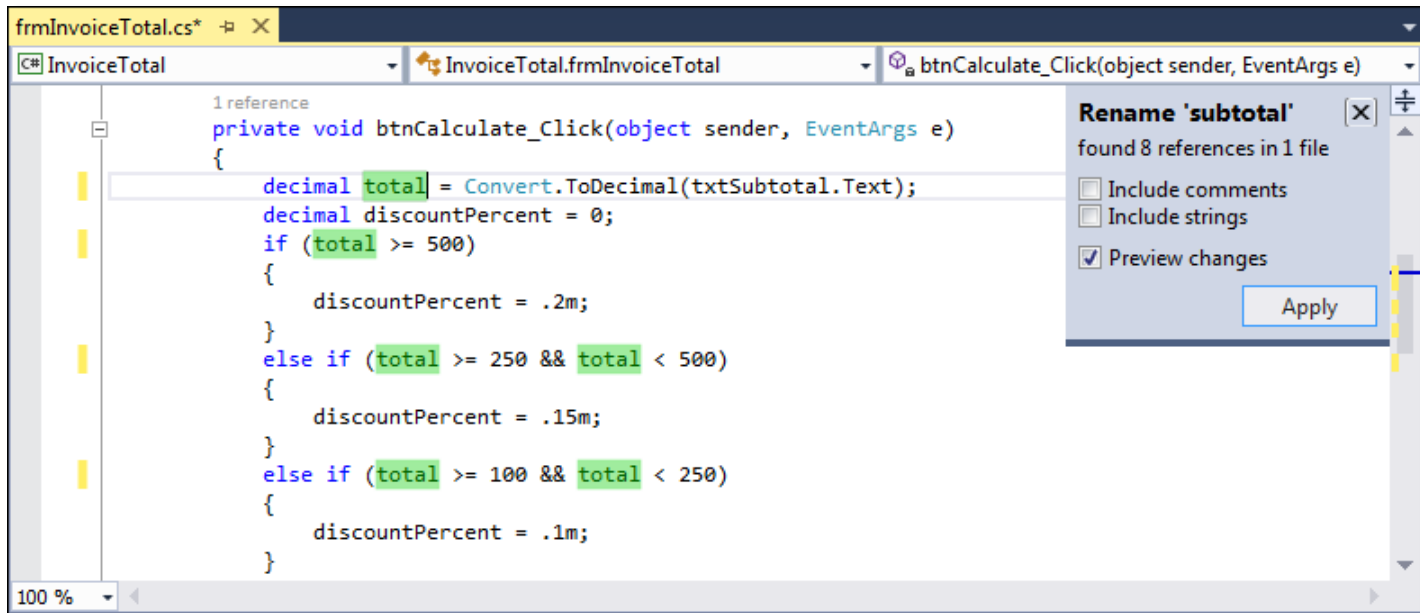 frmInvoiceTotal.cs*
C# InvoiceTotal InvoiceTotal.frmInvoiceTotal btnCalculate_Click(object sender, EventArgs e)
1 reference
private void btnCalculate_Click(object sender, EventArgs e)
{
decimal total = Convert.ToDecimal(txtSubtotal.Text);
decimal discountPercent = 0;
if (total >= 500)
{
discountPercent = .2m;
}
else if (total >= 250 && total < 500)
{
discountPercent = .15m;
}
else if (total >= 100 && total < 250)
{
discountPercent = .1m;
}
Rename 'subtotal'
found 8 references in 1 file
Include comments
Include strings
Preview changes
Apply
100 %